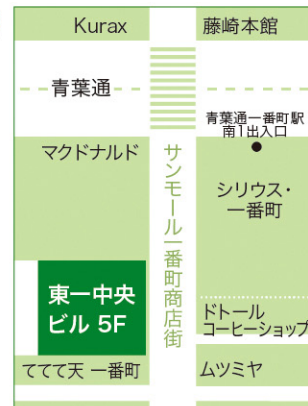 Kurax
藤崎本館
青葉通
青葉通一番町駅
南1出入口
マクドナルド
サンモール一番町商店街
シリウス・
一番町
東一中央
ビル 5F
ドトール
コーヒーショップ
ててて天 一番町
ムツミヤ